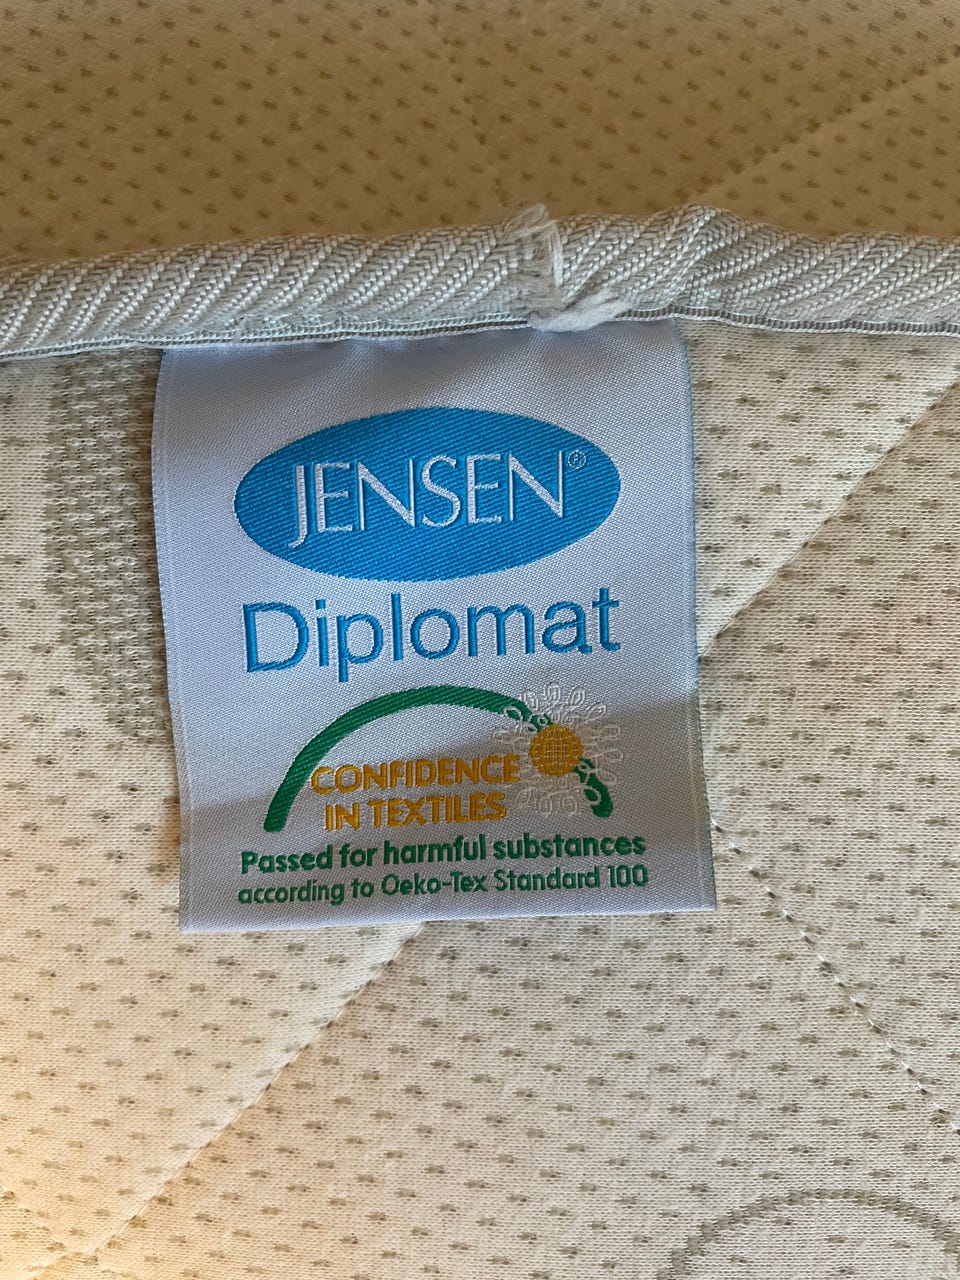 JENSEN®
Diplomat
CONFIDENCE
IN TEXTILES
Passed for harmful substances
according to Oeko-Tex Standard 100